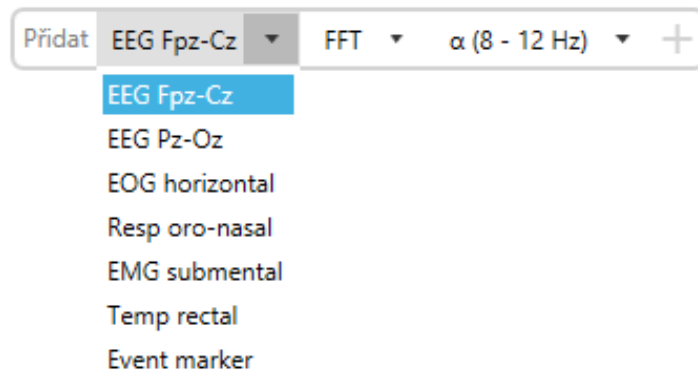 Přidat EEG Fpz-Cz FFT α (8 - 12 Hz)
EEG Fpz-Cz
EEG Pz-Oz
EOG horizontal
Resp oro-nasal
EMG submental
Temp rectal
Event marker